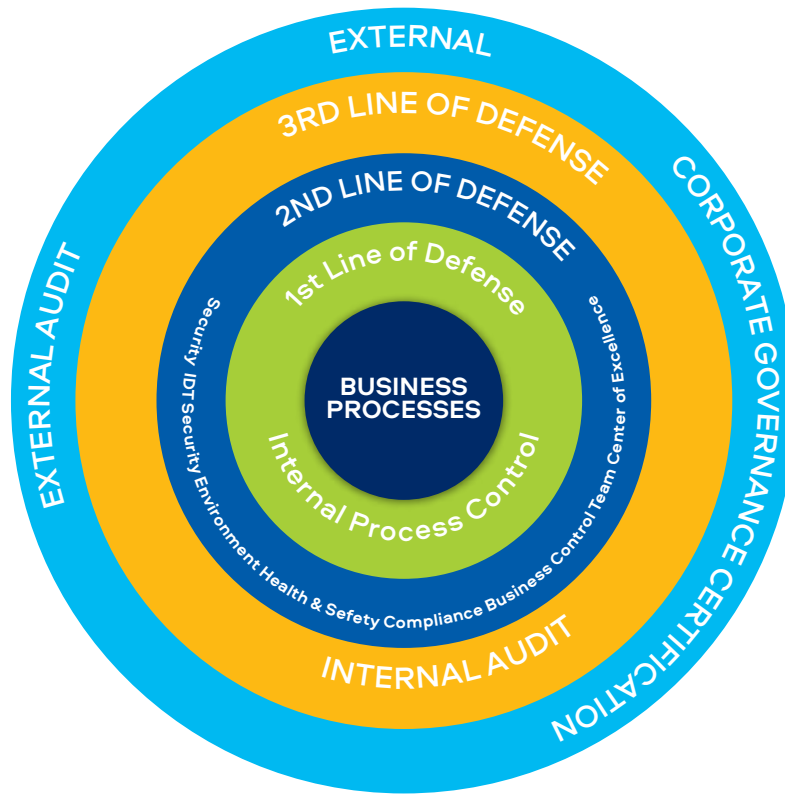 EXTERNAL
3RD LINE OF DEFENSE
2ND LINE OF DEFENSE
1st Line of Defense
BUSINESS
PROCESSES
Internal Process Control
Security IDT Security Environment Health & Safety Compliance Business Control Team Center of Excellence
INTERNAL AUDIT
EXTERNAL AUDIT
CORPORATE GOVERNANCE CERTIFICATION